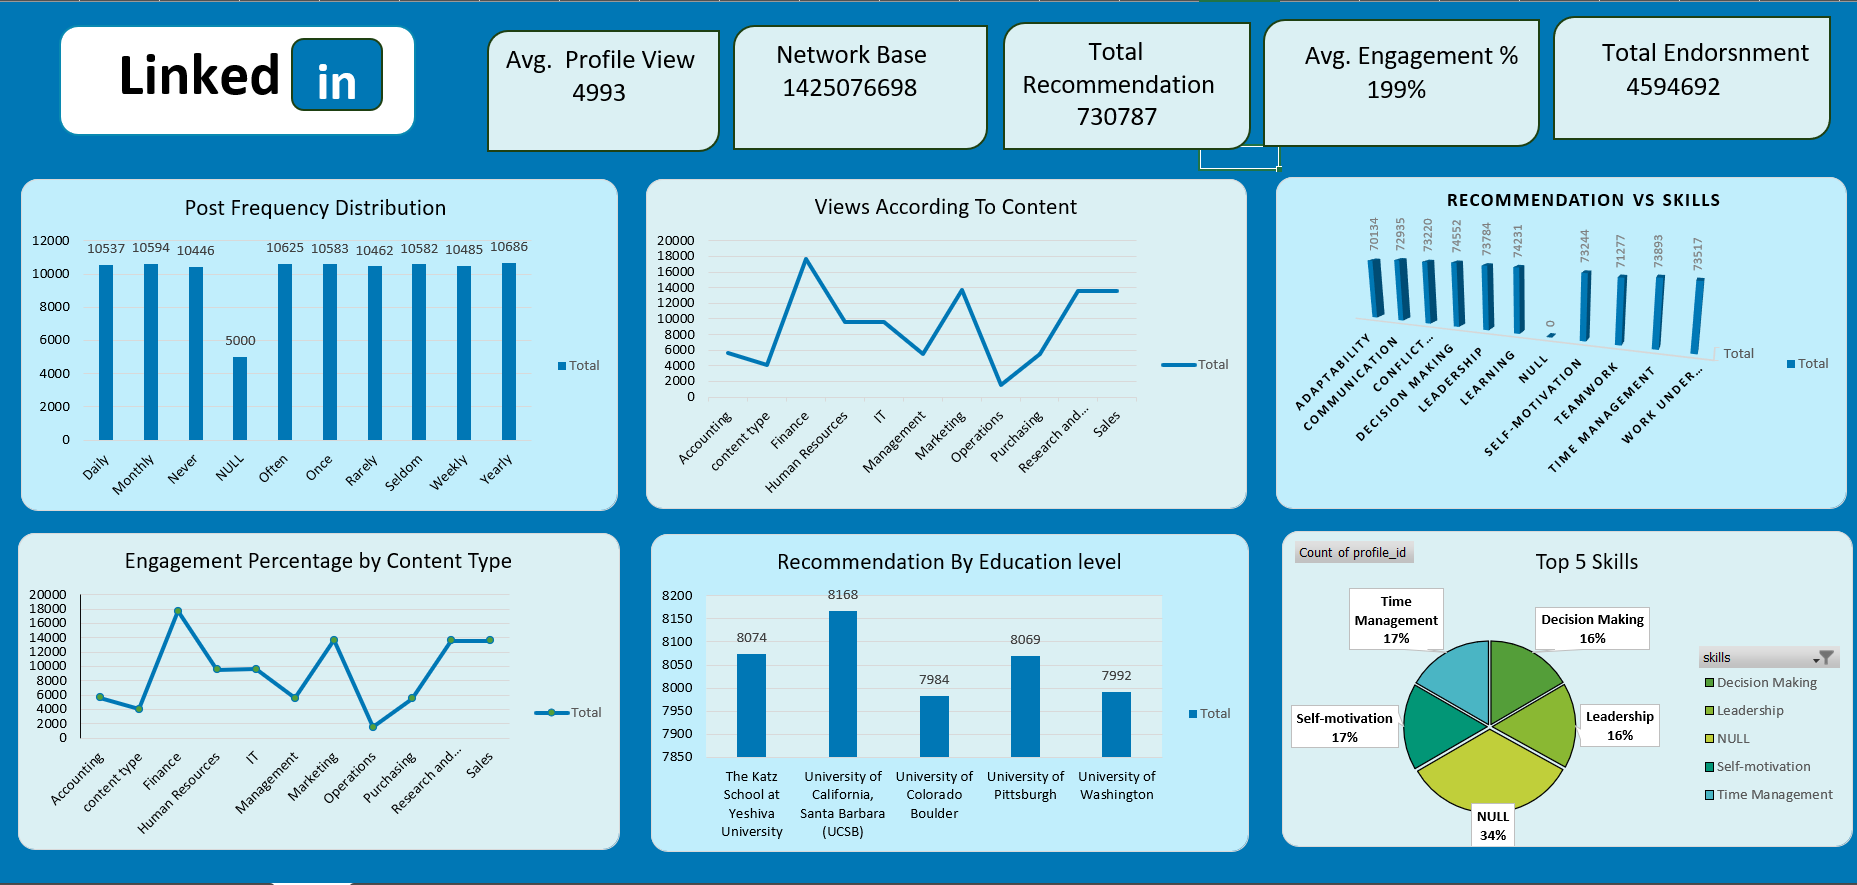 Linked in
Avg. Profile View
4993
Network Base
1425076698
Total
Recommendation
730787
Avg. Engagement %
199%
Total Endorsnment
4594692
Post Frequency Distribution
12000
10000
8000
6000
4000
2000
0
10537
10594
10446
5000
10625
10583
10462
10582
10485
10686
Daily
Monthly
Never
NULL
Often
Once
Rarely
Seldom
Weekly
Yearly
Total
Views According To Content
20000
18000
16000
14000
12000
10000
8000
6000
4000
2000
0
Accounting
content type
Finance
Human Resources
IT
Management
Marketing
Operations
Purchasing
Research and...
Sales
Total
RECOMMENDATION VS SKILLS
70134
72935
73220
74552
73784
74231
0
73244
71277
73893
73517
ADAPTABILITY
COMMUNICATION
CONFLICT...
DECISION MAKING
LEADERSHIP
LEARNING
NULL
SELF-MOTIVATION
TEAMWORK
TIME MANAGEMENT
WORK UNDER...
Total
Total
Engagement Percentage by Content Type
20000
18000
16000
14000
12000
10000
8000
6000
4000
2000
0
Accounting
content type
Finance
Human Resources
IT
Management
Marketing
Operations
Purchasing
Research and...
Sales
Total
Recommendation By Education level
8200
8150
8100
8050
8000
7950
7900
7850
8074
8168
7984
8069
7992
The Katz
School at
Yeshiva
University
University of
California,
Santa Barbara
(UCSB)
University of
Colorado
Boulder
University of
Pittsburgh
University of
Washington
Total
Count of profile_id
Top 5 Skills
Time
Management
17%
Decision Making
16%
Self-motivation
17%
Leadership
16%
NULL
34%
skills
Decision Making
Leadership
NULL
Self-motivation
Time Management